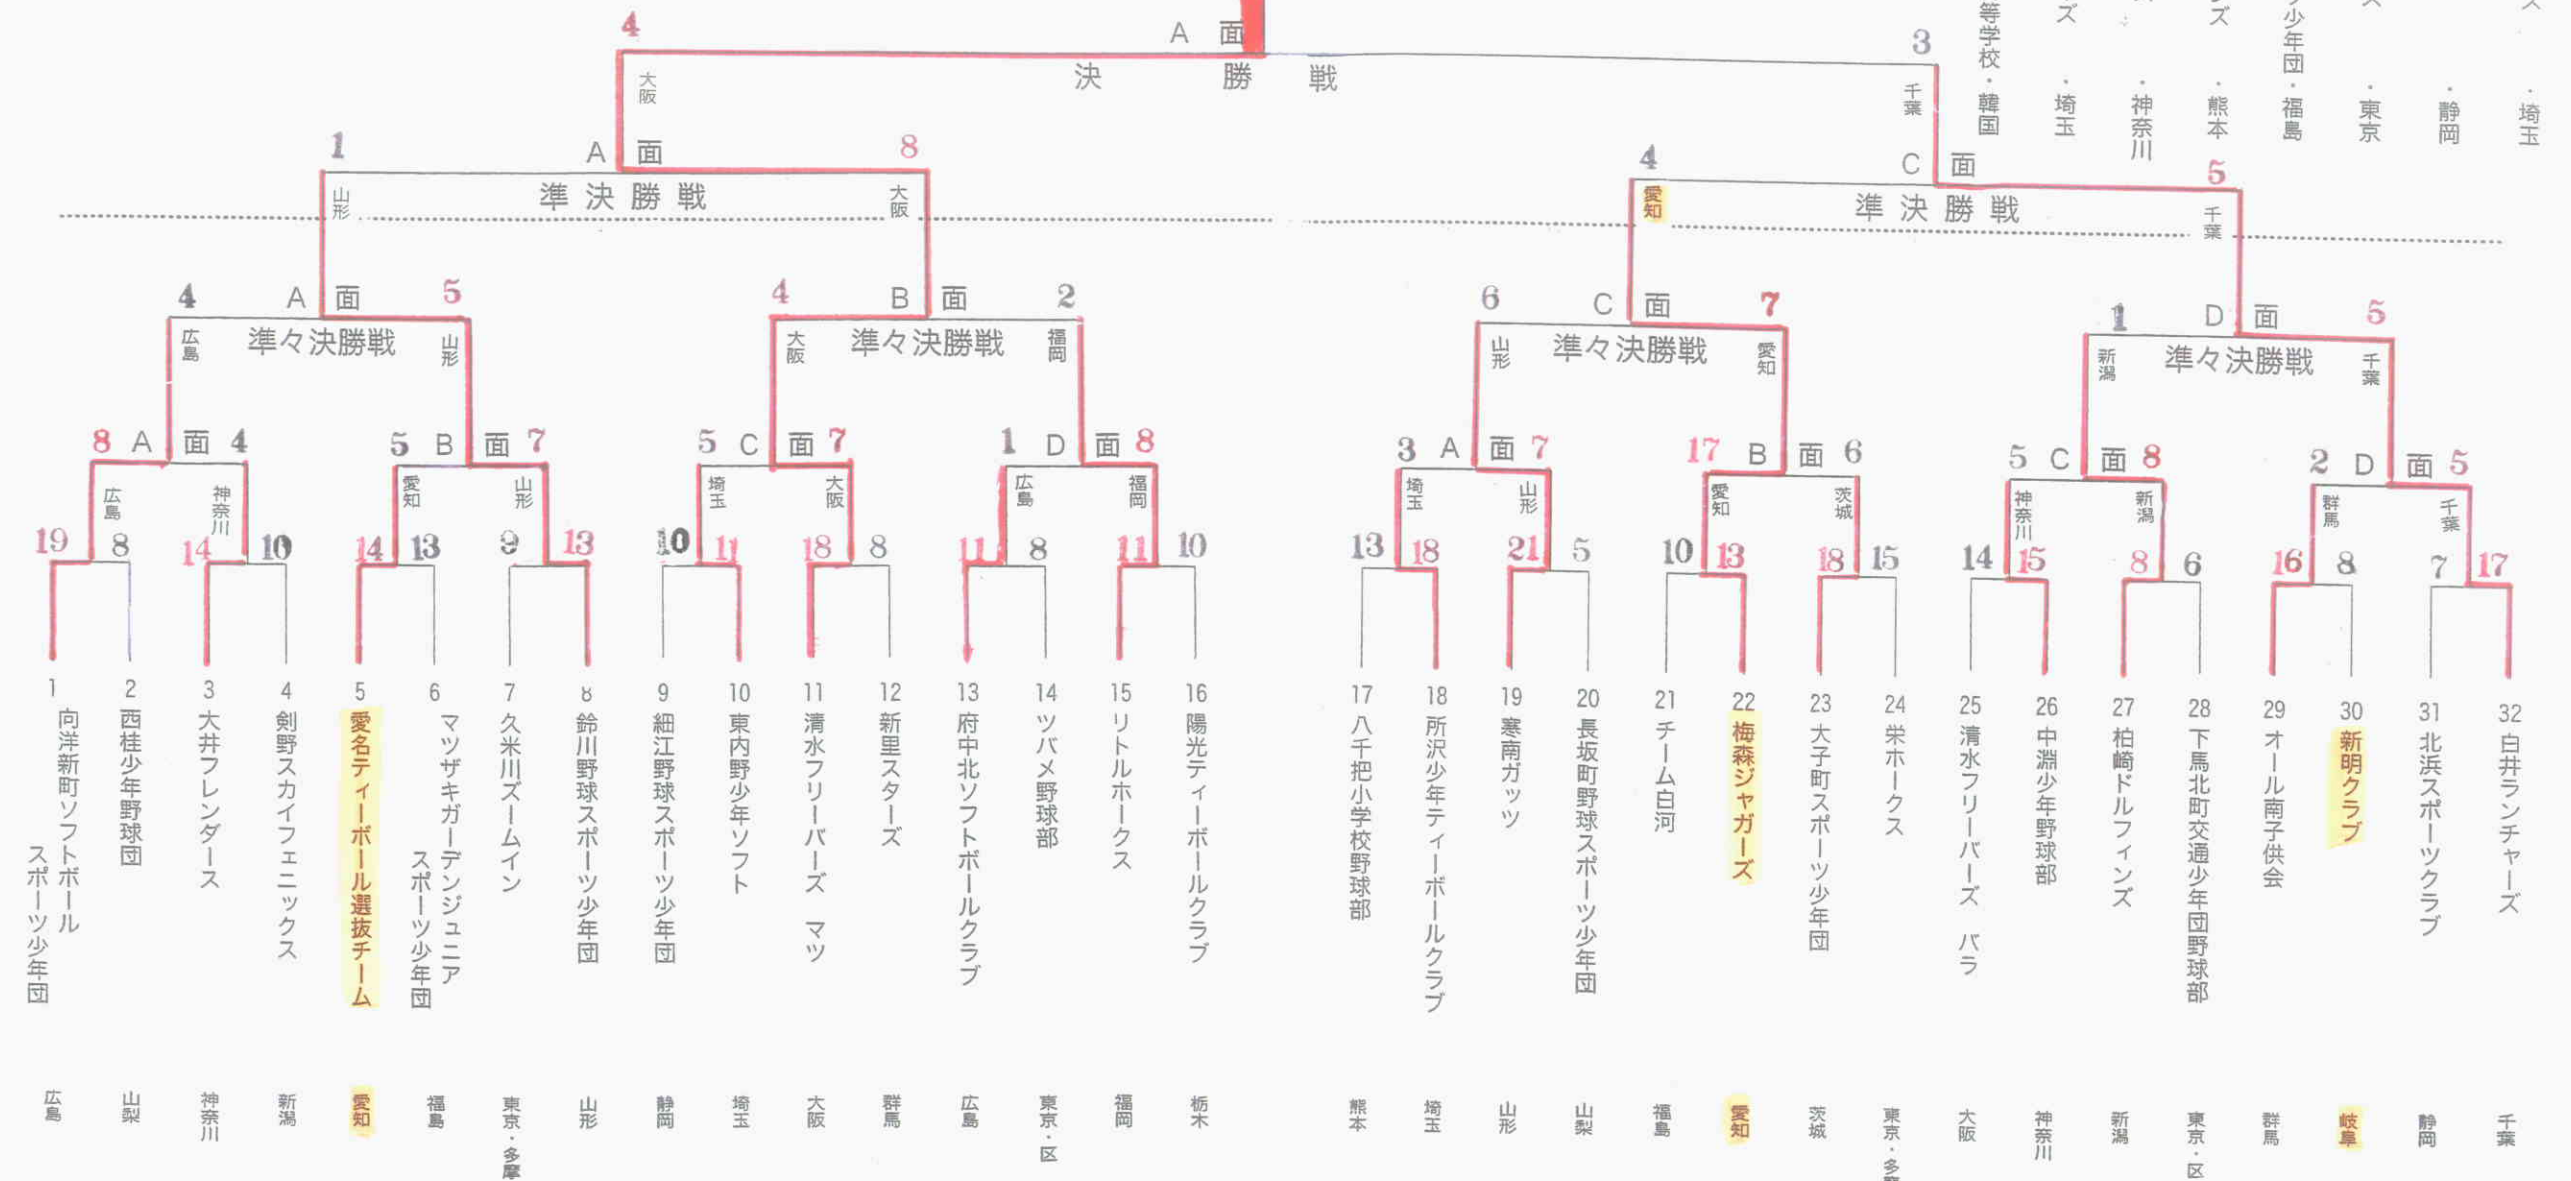 等学校・韓国
ズ ・埼玉
・神奈川
ズ ・熊本
少年団・福島
ス ・東京
・静岡
ス ・埼玉
4 A 面 3
大阪 決勝戦 千葉
1 A 面 8
山形 準決勝戦 大阪
4 C 面 5
愛知 準決勝戦 千葉
4 A 面 5
広島 準々決勝戦 山形
4 B 面 2
大阪 準々決勝戦 福岡
6 C 面 7
山形 準々決勝戦 愛知
1 D 面 5
新潟 準々決勝戦 千葉
8 A 面 4
広島 神奈川
5 B 面 7
愛知 山形
5 C 面 7
埼玉 大阪
1 D 面 8
広島 福岡
3 A 面 7
埼玉 山形
17 B 面 6
愛知 茨城
5 C 面 8
神奈川 新潟
2 D 面 5
群馬 千葉
19 8 14 10 14 13 9 13 10 11 18 8 11 8 11 10
13 18 21 5 10 13 18 15 14 15 8 6 16 8 7 17
1 向洋新町ソフトボールスポーツ少年団 広島
2 西桂少年野球団 山梨
3 大井フレンダース 神奈川
4 剣野スカイフェニックス 新潟
5 愛名ティーボール選抜チーム 愛知
6 マツザキガーデンジュニアスポーツ少年団 福島
7 久米川ズームイン 東京・多摩
8 鈴川野球スポーツ少年団 山形
9 細江野球スポーツ少年団 静岡
10 東内野少年ソフト 埼玉
11 清水フリーバーズ マツ 大阪
12 新里スターズ 群馬
13 府中北ソフトボールクラブ 広島
14 ツバメ野球部 東京・区
15 リトルホークス 福岡
16 陽光ティーボールクラブ 栃木
17 八千把小学校野球部 熊本
18 所沢少年ティーボールクラブ 埼玉
19 寒南ガッツ 山形
20 長坂町野球スポーツ少年団 山梨
21 チーム白河 福島
22 梅森ジャガーズ 愛知
23 大子町スポーツ少年団 茨城
24 栄ホークス 東京・多摩
25 清水フリーバーズ バラ 大阪
26 中淵少年野球部 神奈川
27 柏崎ドルフィンズ 新潟
28 下馬北町交通少年団野球部 東京・区
29 オール南子供会 群馬
30 新明クラブ 岐阜
31 北浜スポーツクラブ 静岡
32 白井ランチャーズ 千葉